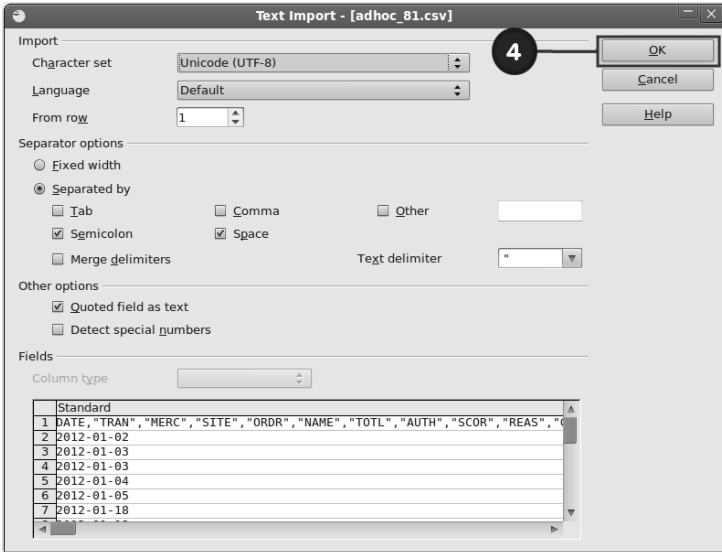 Text Import - [adhoc_81.csv]
Import
Character set Unicode (UTF-8)
4
OK
Language Default
Cancel
From row 1
Help
Separator options
Fixed width
Separated by
Tab Comma Other
Semicolon Space
Merge delimiters Text delimiter "
Other options
Quoted field as text
Detect special numbers
Fields
Column type
Standard
1 DATE,"TRAN","MERC","SITE","ORDR","NAME","TOTL","AUTH","SCOR","REAS","
2 2012-01-02
3 2012-01-03
4 2012-01-03
5 2012-01-04
6 2012-01-05
7 2012-01-18